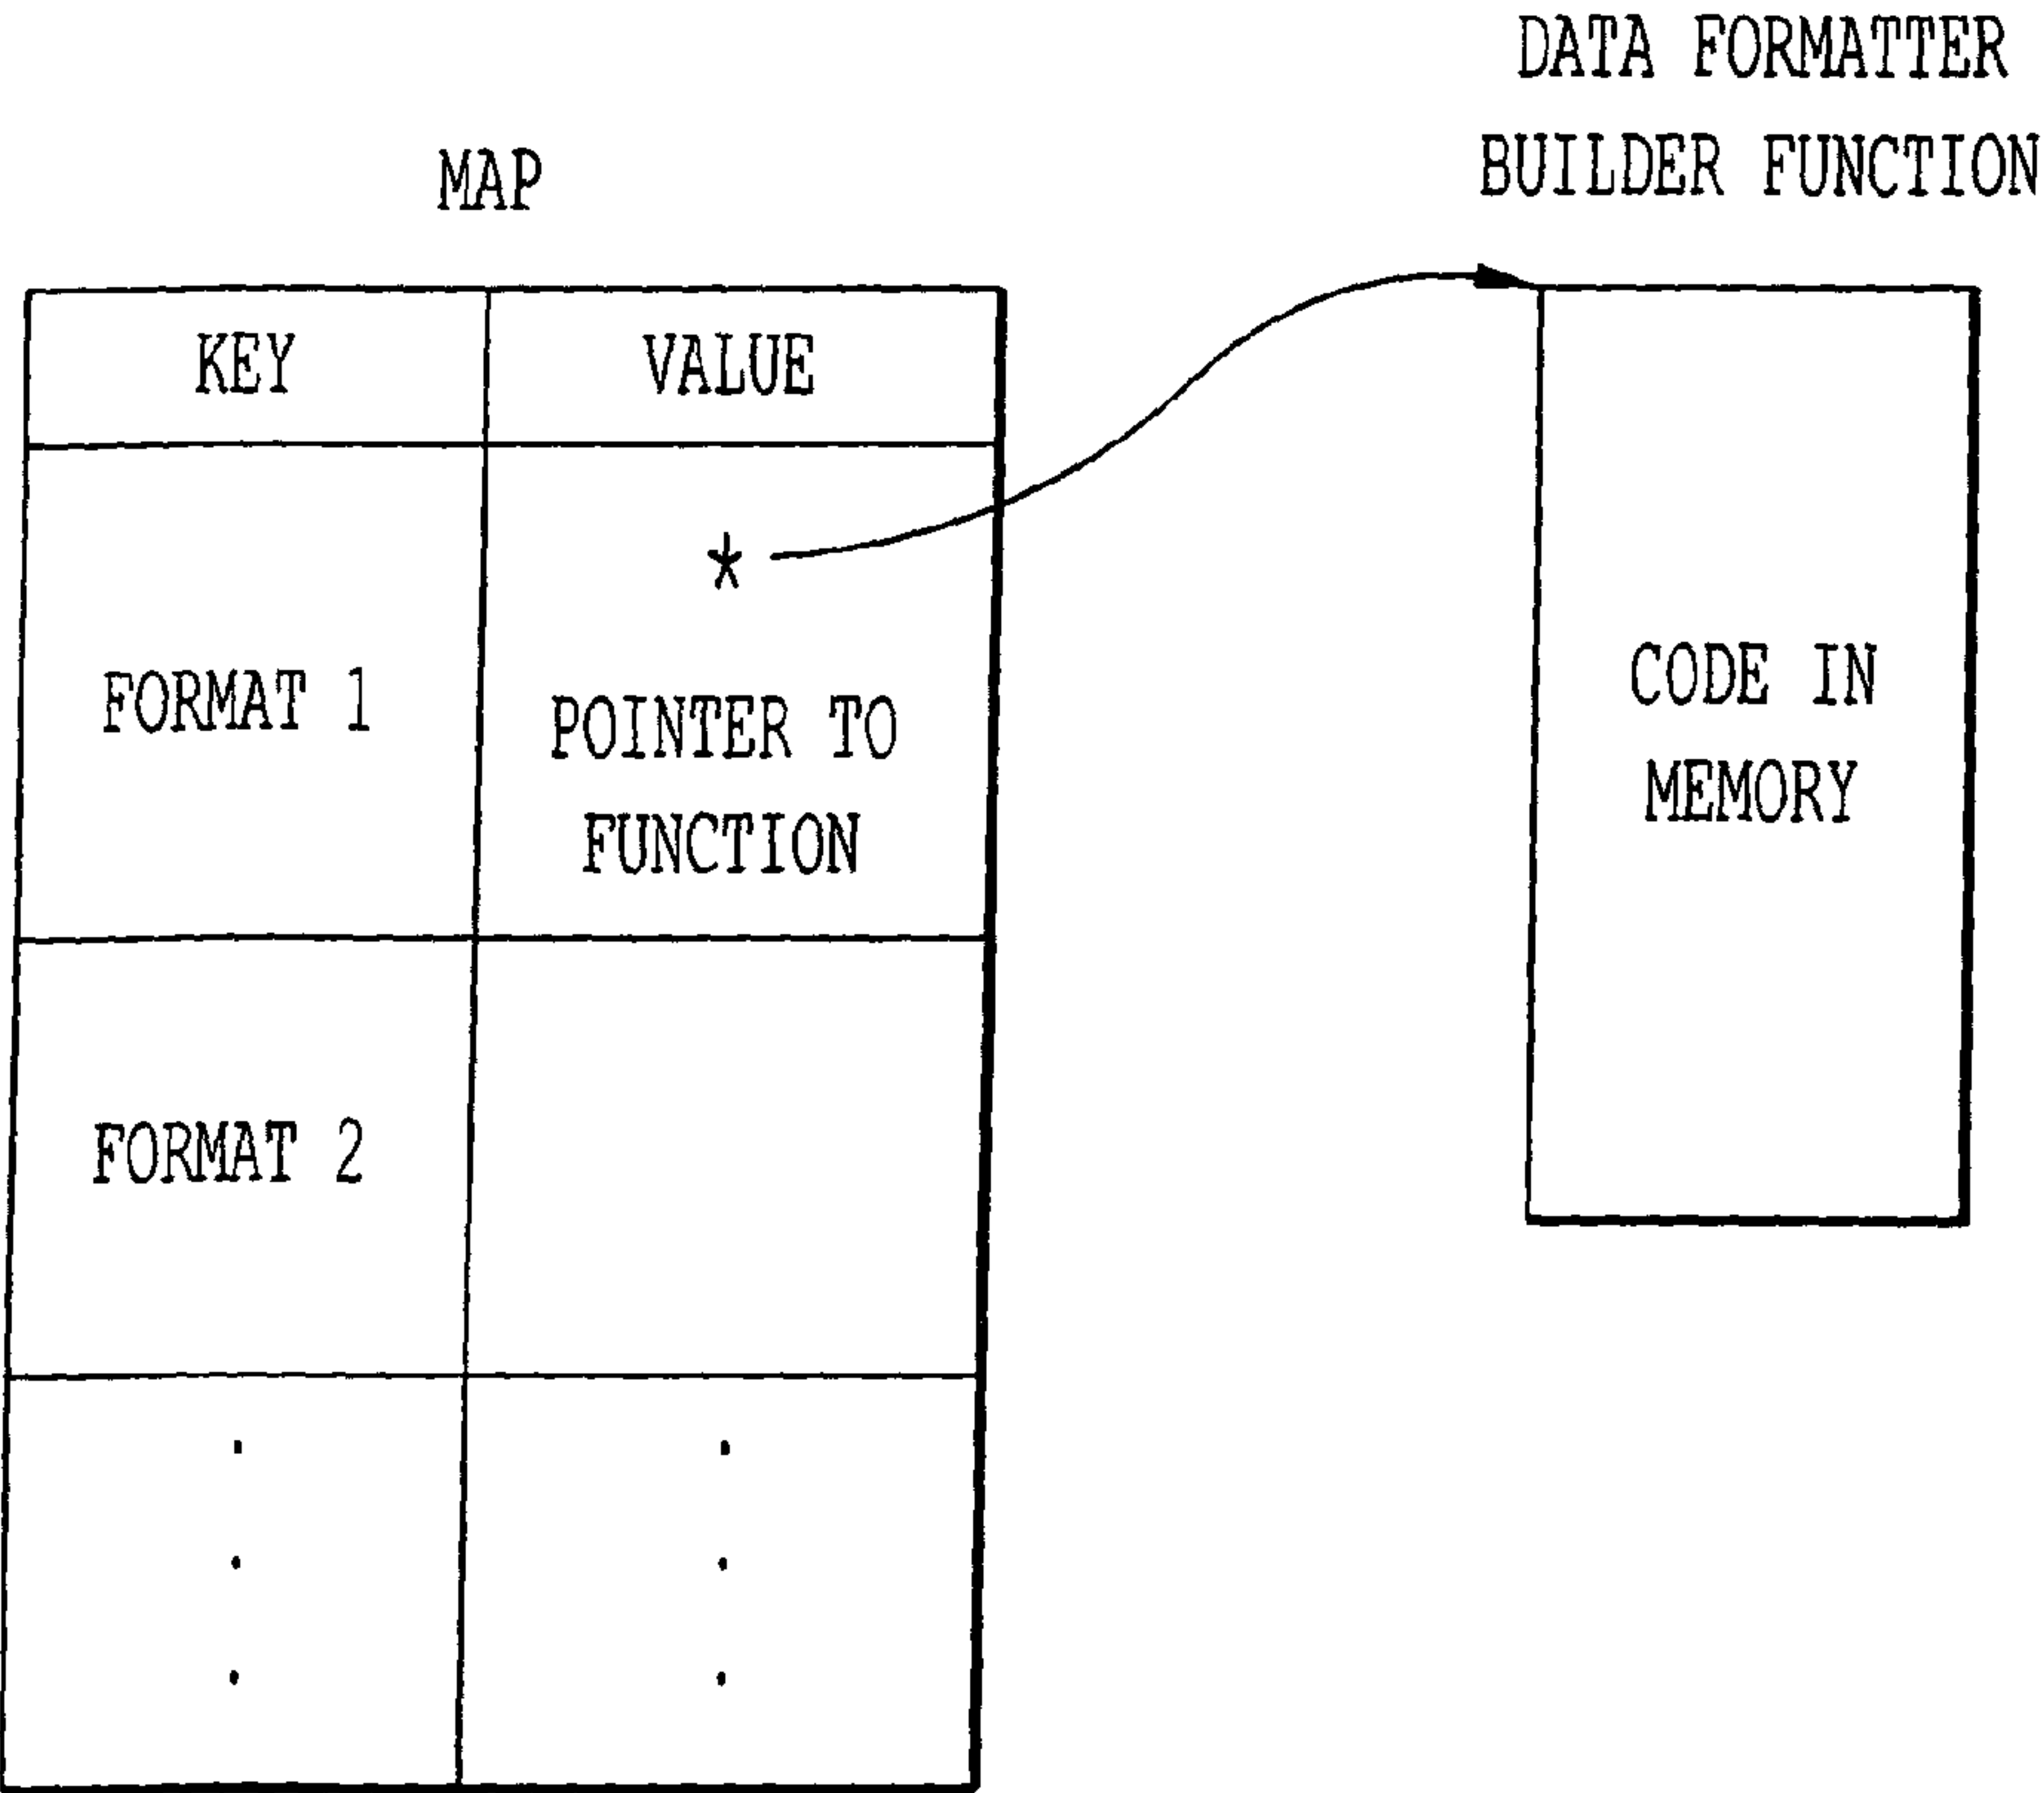 DATA FORMATTER
BUILDER FUNCTION
MAP
KEY VALUE
*
FORMAT 1
POINTER TO
FUNCTION
CODE IN
MEMORY
FORMAT 2
. .
. .
. .